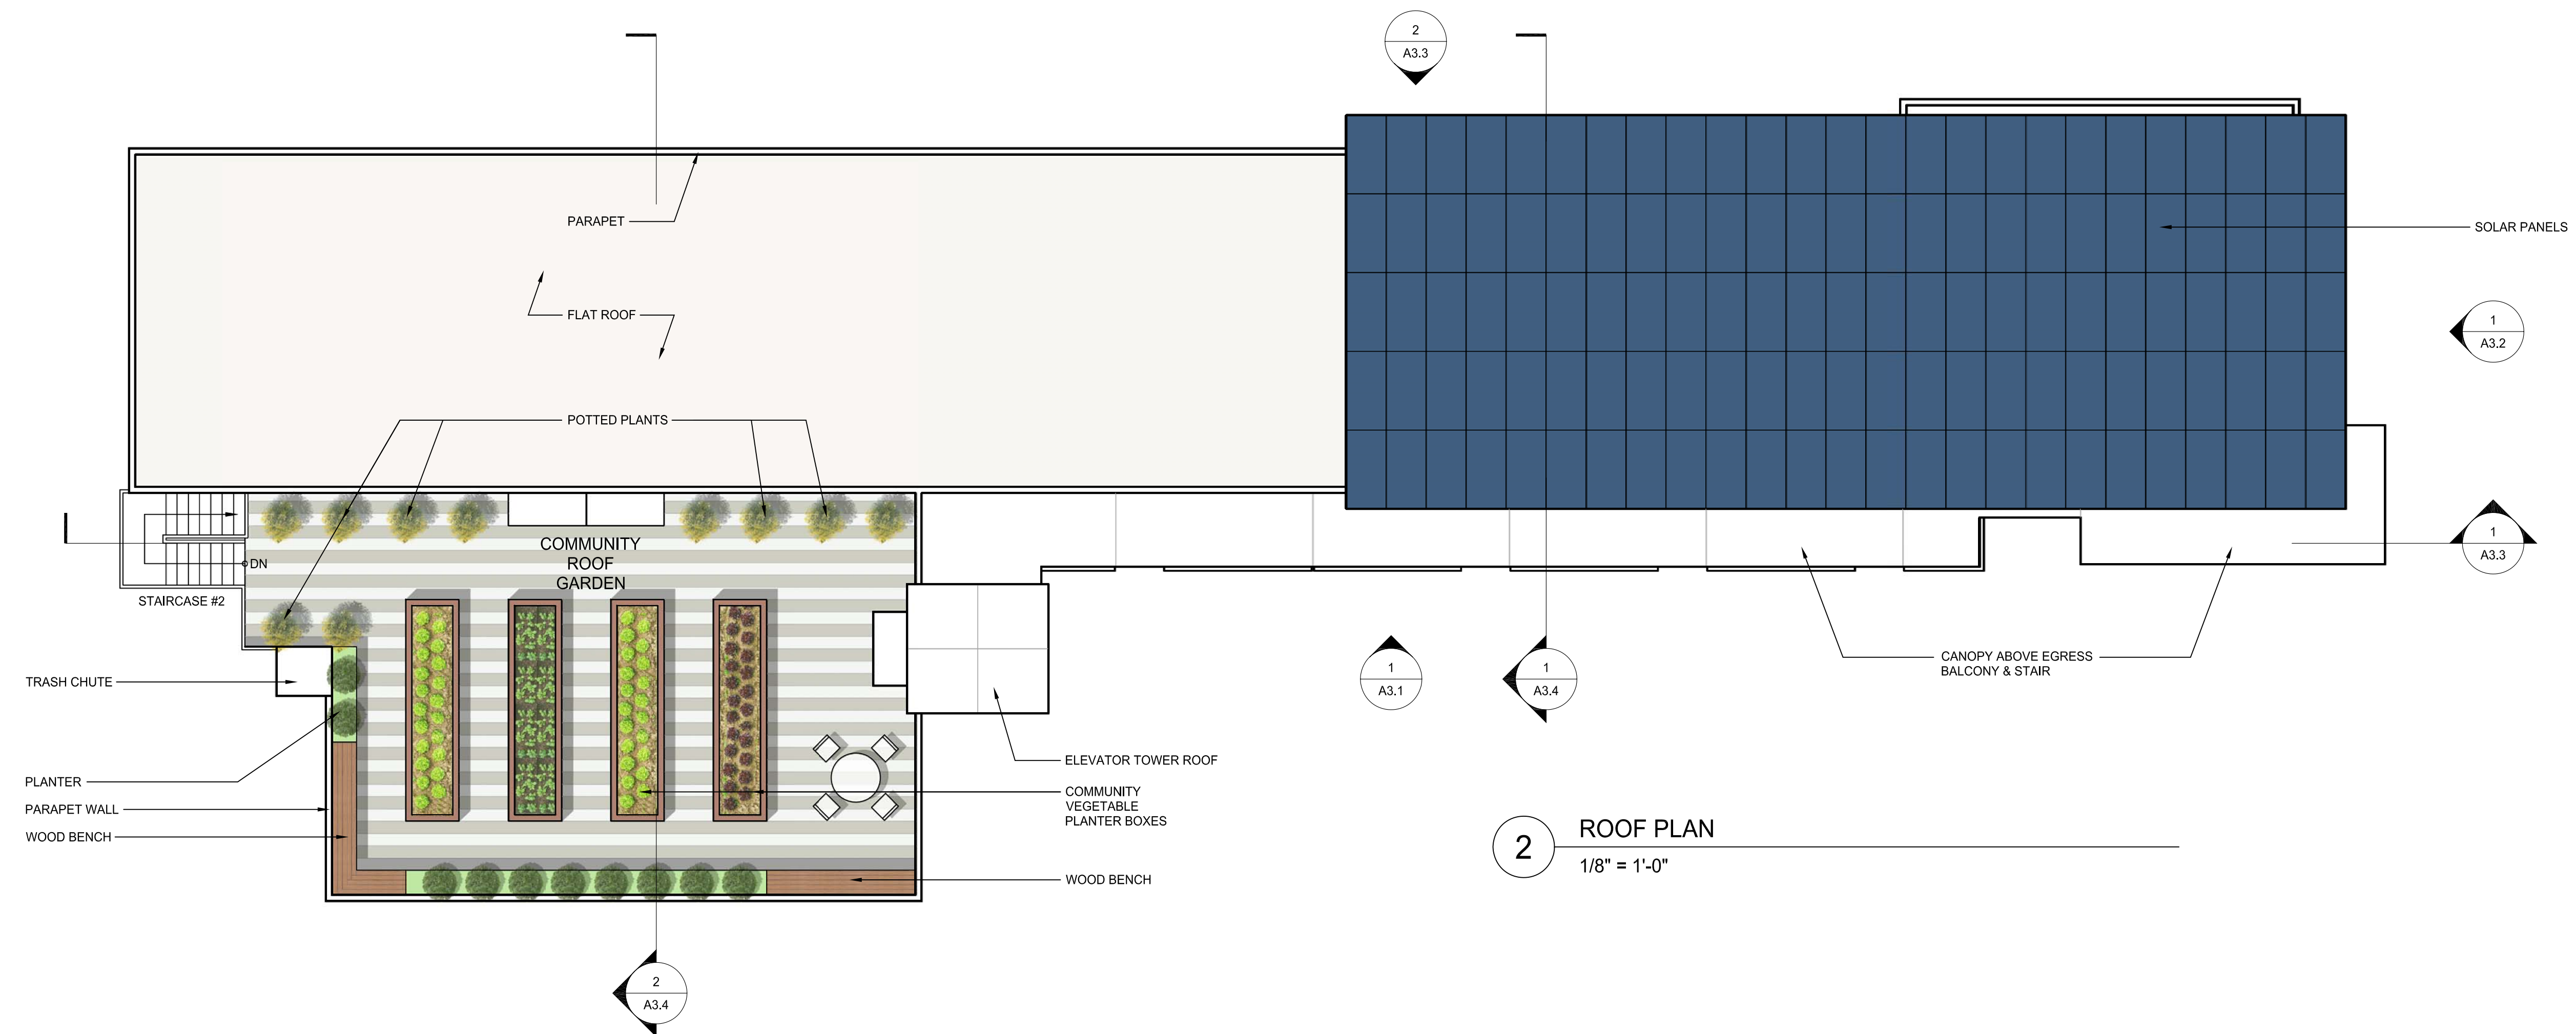 2
A3.3
PARAPET
SOLAR PANELS
FLAT ROOF
1
A3.2
POTTED PLANTS
COMMUNITY
ROOF
GARDEN
DN
1
A3.3
STAIRCASE #2
TRASH CHUTE
1
A3.1
1
A3.4
CANOPY ABOVE EGRESS
BALCONY & STAIR
ELEVATOR TOWER ROOF
PLANTER
COMMUNITY
VEGETABLE
PLANTER BOXES
PARAPET WALL
WOOD BENCH
WOOD BENCH
2
ROOF PLAN
1/8" = 1'-0"
2
A3.4